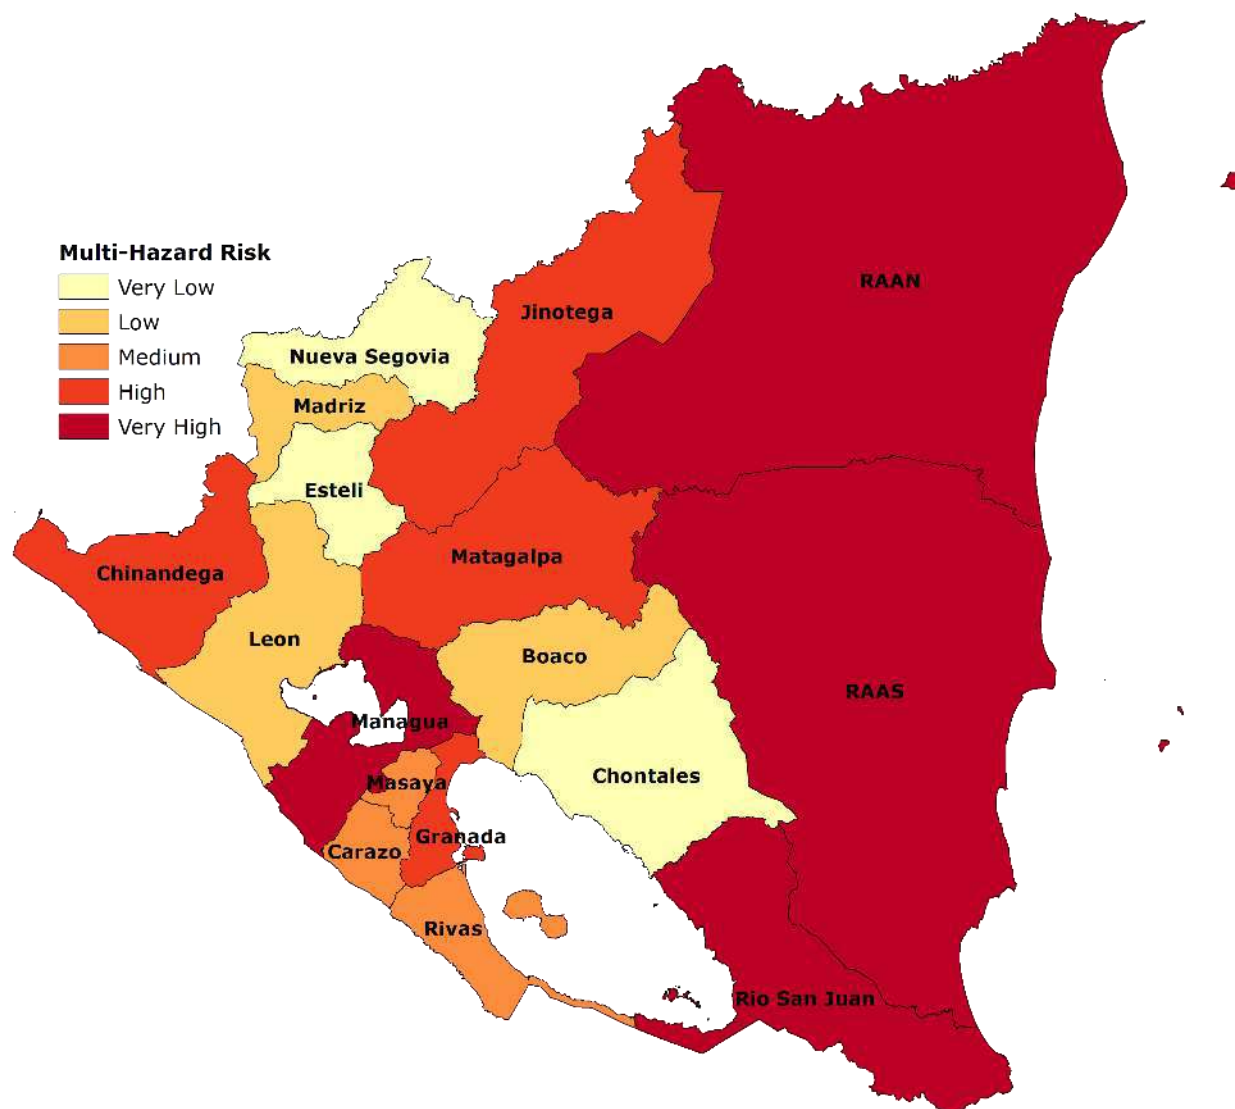 Multi-Hazard Risk
Very Low
Low
Medium
High
Very High
RAAN
Jinotega
Nueva Segovia
Madriz
Esteli
Chinandega
Matagalpa
Leon
Boaco
RAAS
Managua
Chontales
Masaya
Granada
Carazo
Rivas
Rio San Juan